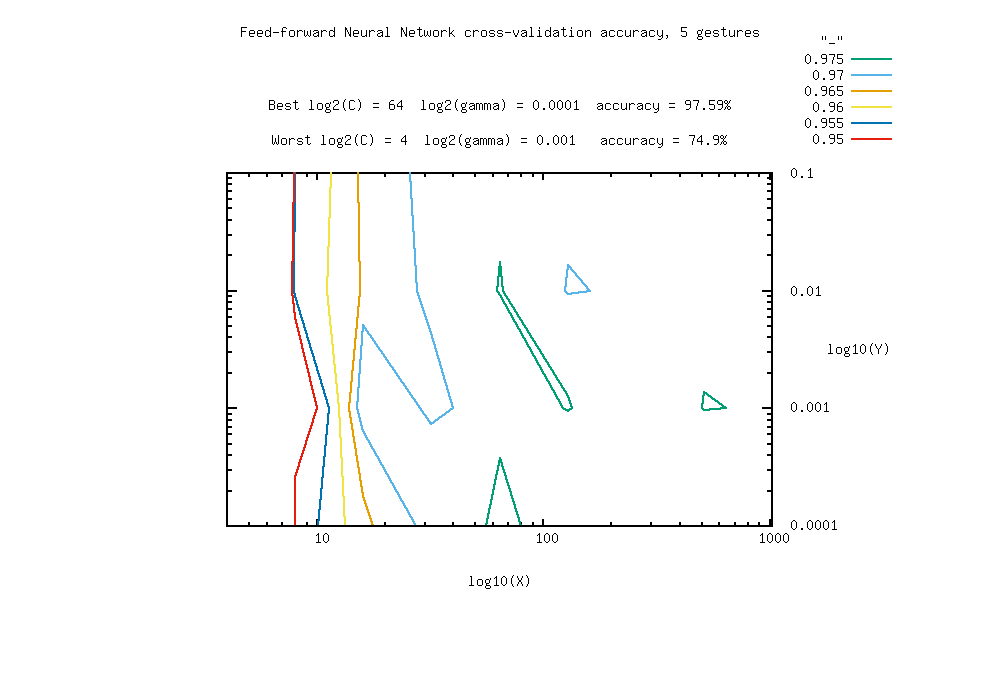 Feed-forward Neural Network cross-validation accuracy, 5 gestures
"_"
0.975
0.97
0.965
0.96
0.955
0.95
Best log2(C) = 64  log2(gamma) = 0.0001  accuracy = 97.59%
Worst log2(C) = 4  log2(gamma) = 0.001   accuracy = 74.9%
0.1
0.01
log10(Y)
0.001
0.0001
10
100
1000
log10(X)